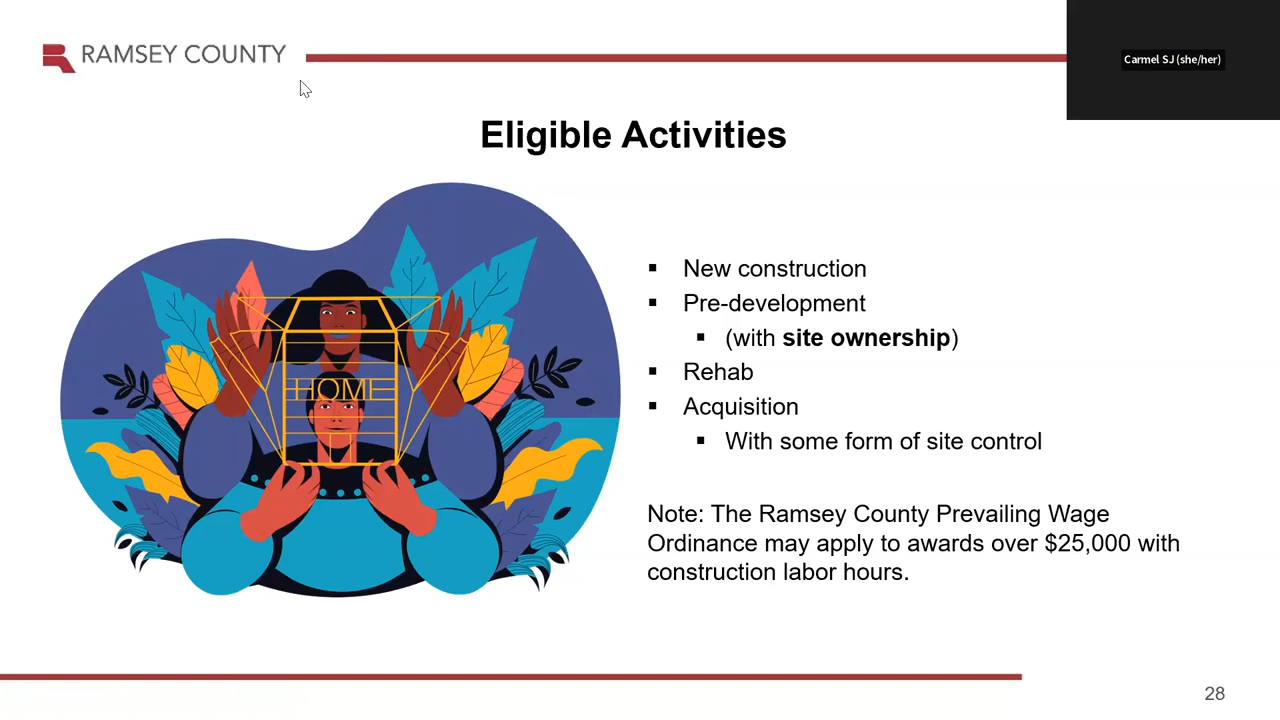 RAMSEY COUNTY
Carmel SJ (she/her)
Eligible Activities
▪ New construction
▪ Pre-development
▪ (with site ownership)
▪ Rehab
▪ Acquisition
▪ With some form of site control
HOME
Note: The Ramsey County Prevailing Wage
Ordinance may apply to awards over $25,000 with
construction labor hours.
28